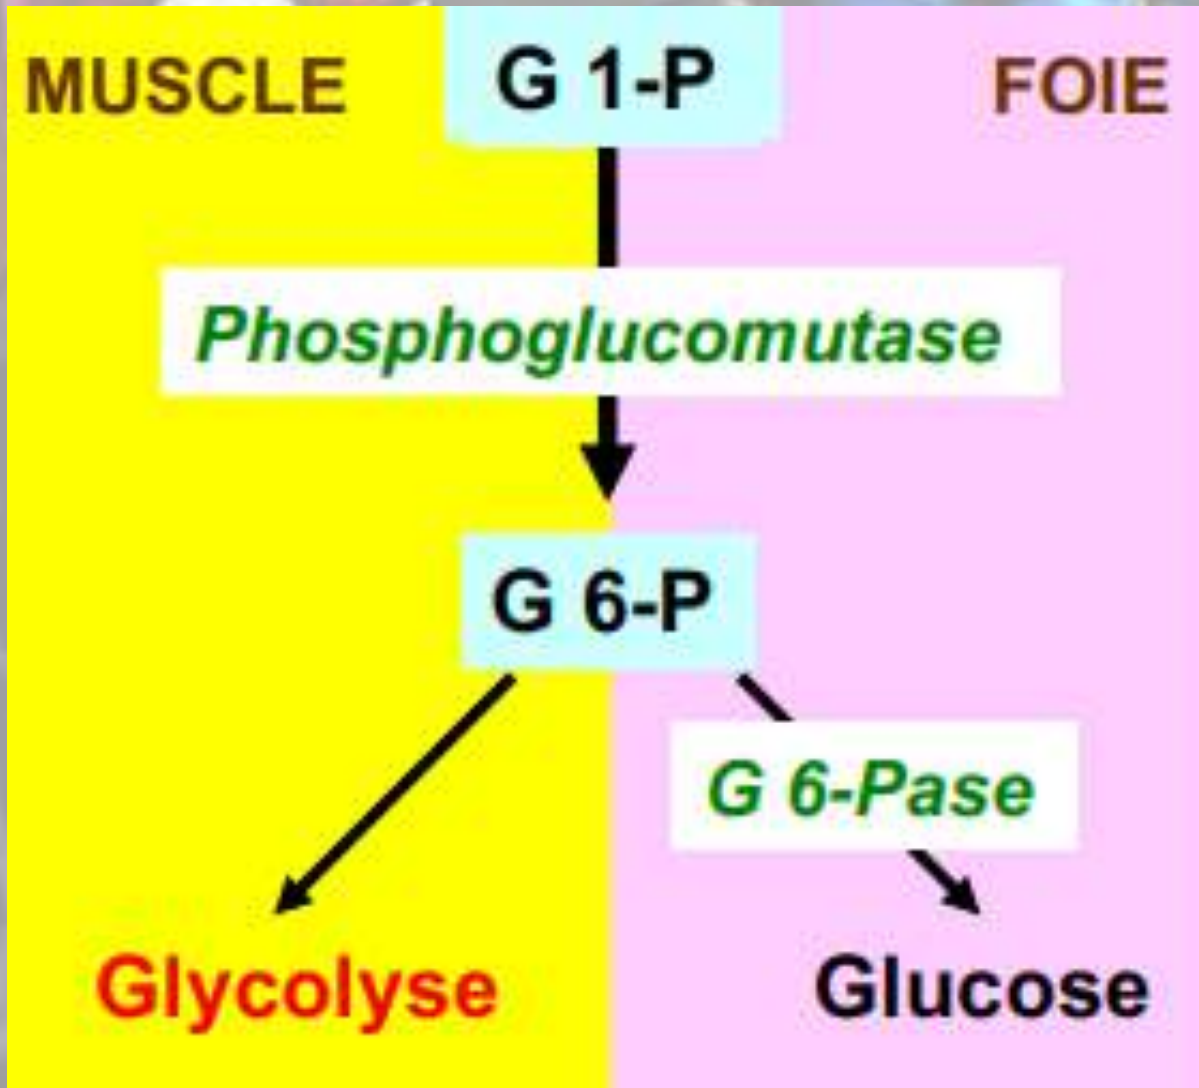 MUSCLE
G 1-P
FOIE
Phosphoglucomutase
G 6-P
G 6-Pase
Glycolyse
Glucose